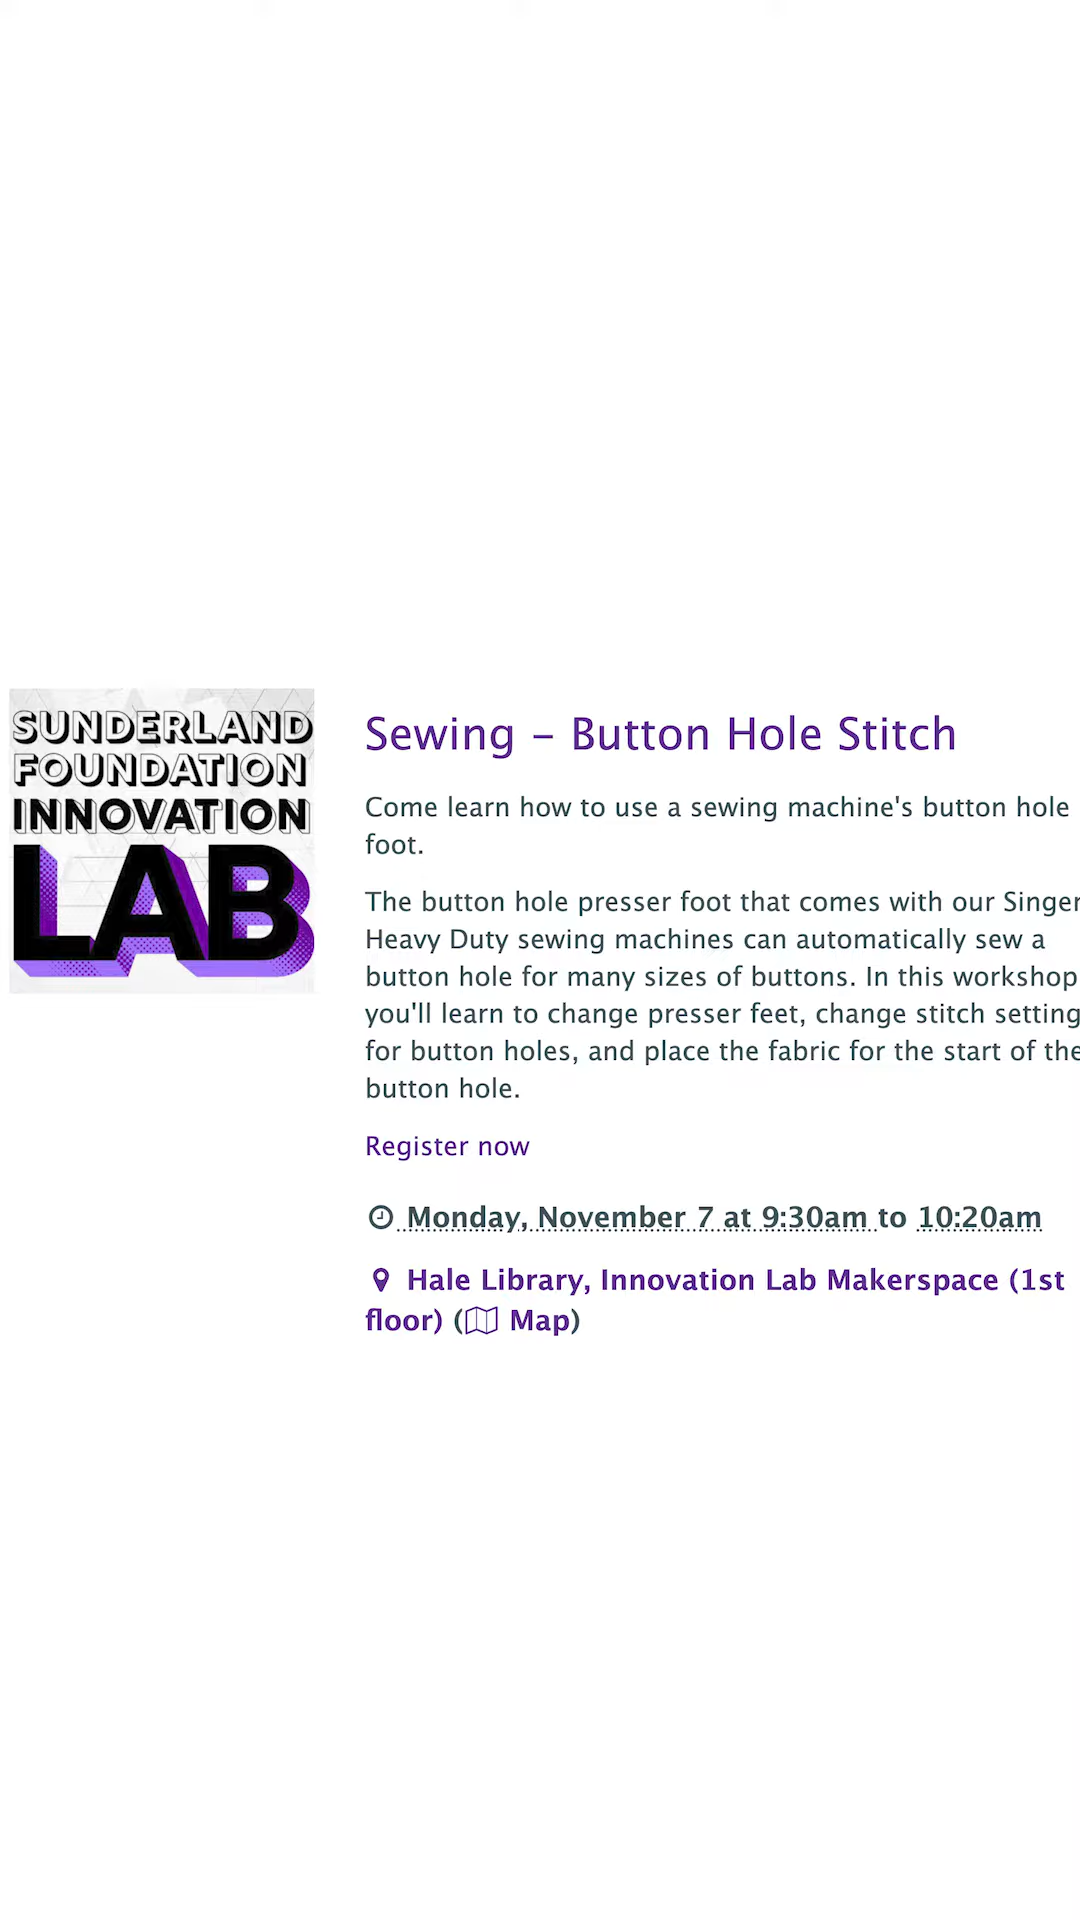 SUNDERLAND
FOUNDATION
INNOVATION
LAB
Sewing – Button Hole Stitch
Come learn how to use a sewing machine's button hole
foot.
The button hole presser foot that comes with our Singer
Heavy Duty sewing machines can automatically sew a
button hole for many sizes of buttons. In this workshop
you'll learn to change presser feet, change stitch setting
for button holes, and place the fabric for the start of the
button hole.
Register now
Monday, November 7 at 9:30am to 10:20am
Hale Library, Innovation Lab Makerspace (1st
floor) (Map)